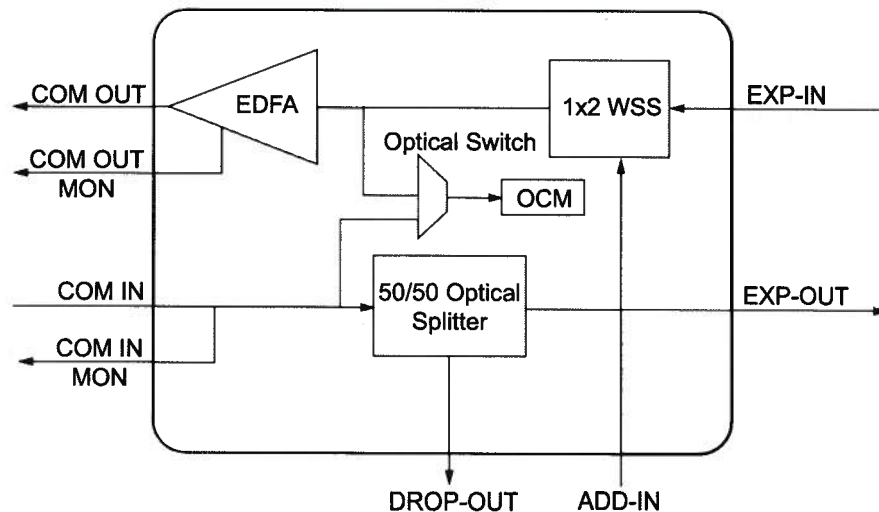 COM OUT
EDFA
1x2 WSS
EXP-IN
COM OUT
MON
Optical Switch
OCM
COM IN
50/50 Optical
Splitter
EXP-OUT
COM IN
MON
DROP-OUT
ADD-IN